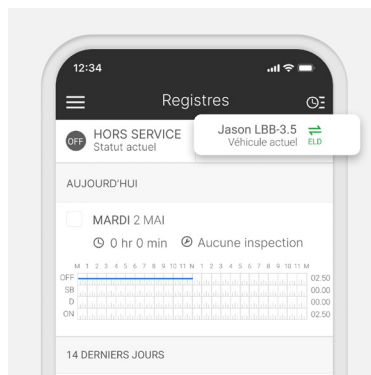 12:34
Registres
OFF HORS SERVICE
Statut actuel
Jason LBB-3.5
Véhicule actuel ELD
AUJOURD'HUI
MARDI 2 MAI
0 hr 0 min Aucune inspection
M 1 2 3 4 5 6 7 8 9 10 11 N 1 2 3 4 5 6 7 8 9 10 11 M
OFF 02.50
SB 00.00
D 00.00
ON 02.50
14 DERNIERS JOURS